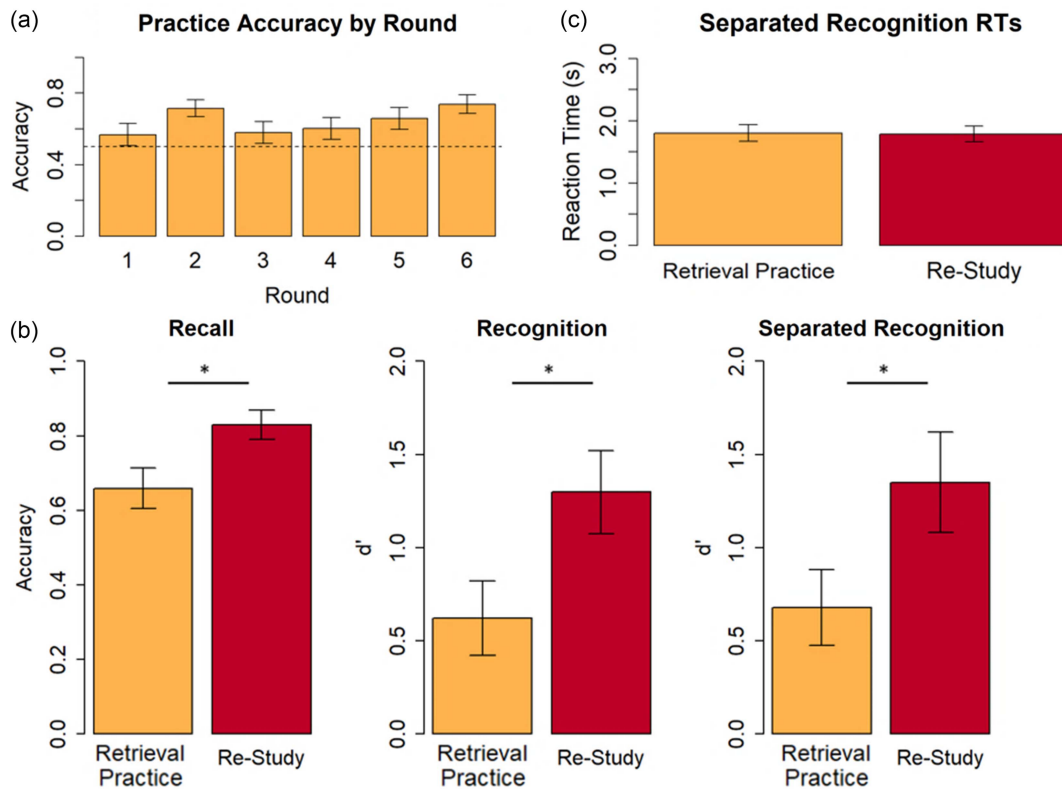 (a)
Practice Accuracy by Round
Accuracy
0.0
0.4
0.8
1 2 3 4 5 6
Round
(c)
Separated Recognition RTs
Reaction Time (s)
0.0
1.0
2.0
3.0
Retrieval Practice Re-Study
(b)
Recall
*
Accuracy
0.0
0.2
0.4
0.6
0.8
1.0
Retrieval
Practice
Re-Study
Recognition
*
d'
0.0
0.5
1.0
1.5
2.0
Retrieval
Practice
Re-Study
Separated Recognition
*
d'
0.0
0.5
1.0
1.5
2.0
Retrieval
Practice
Re-Study